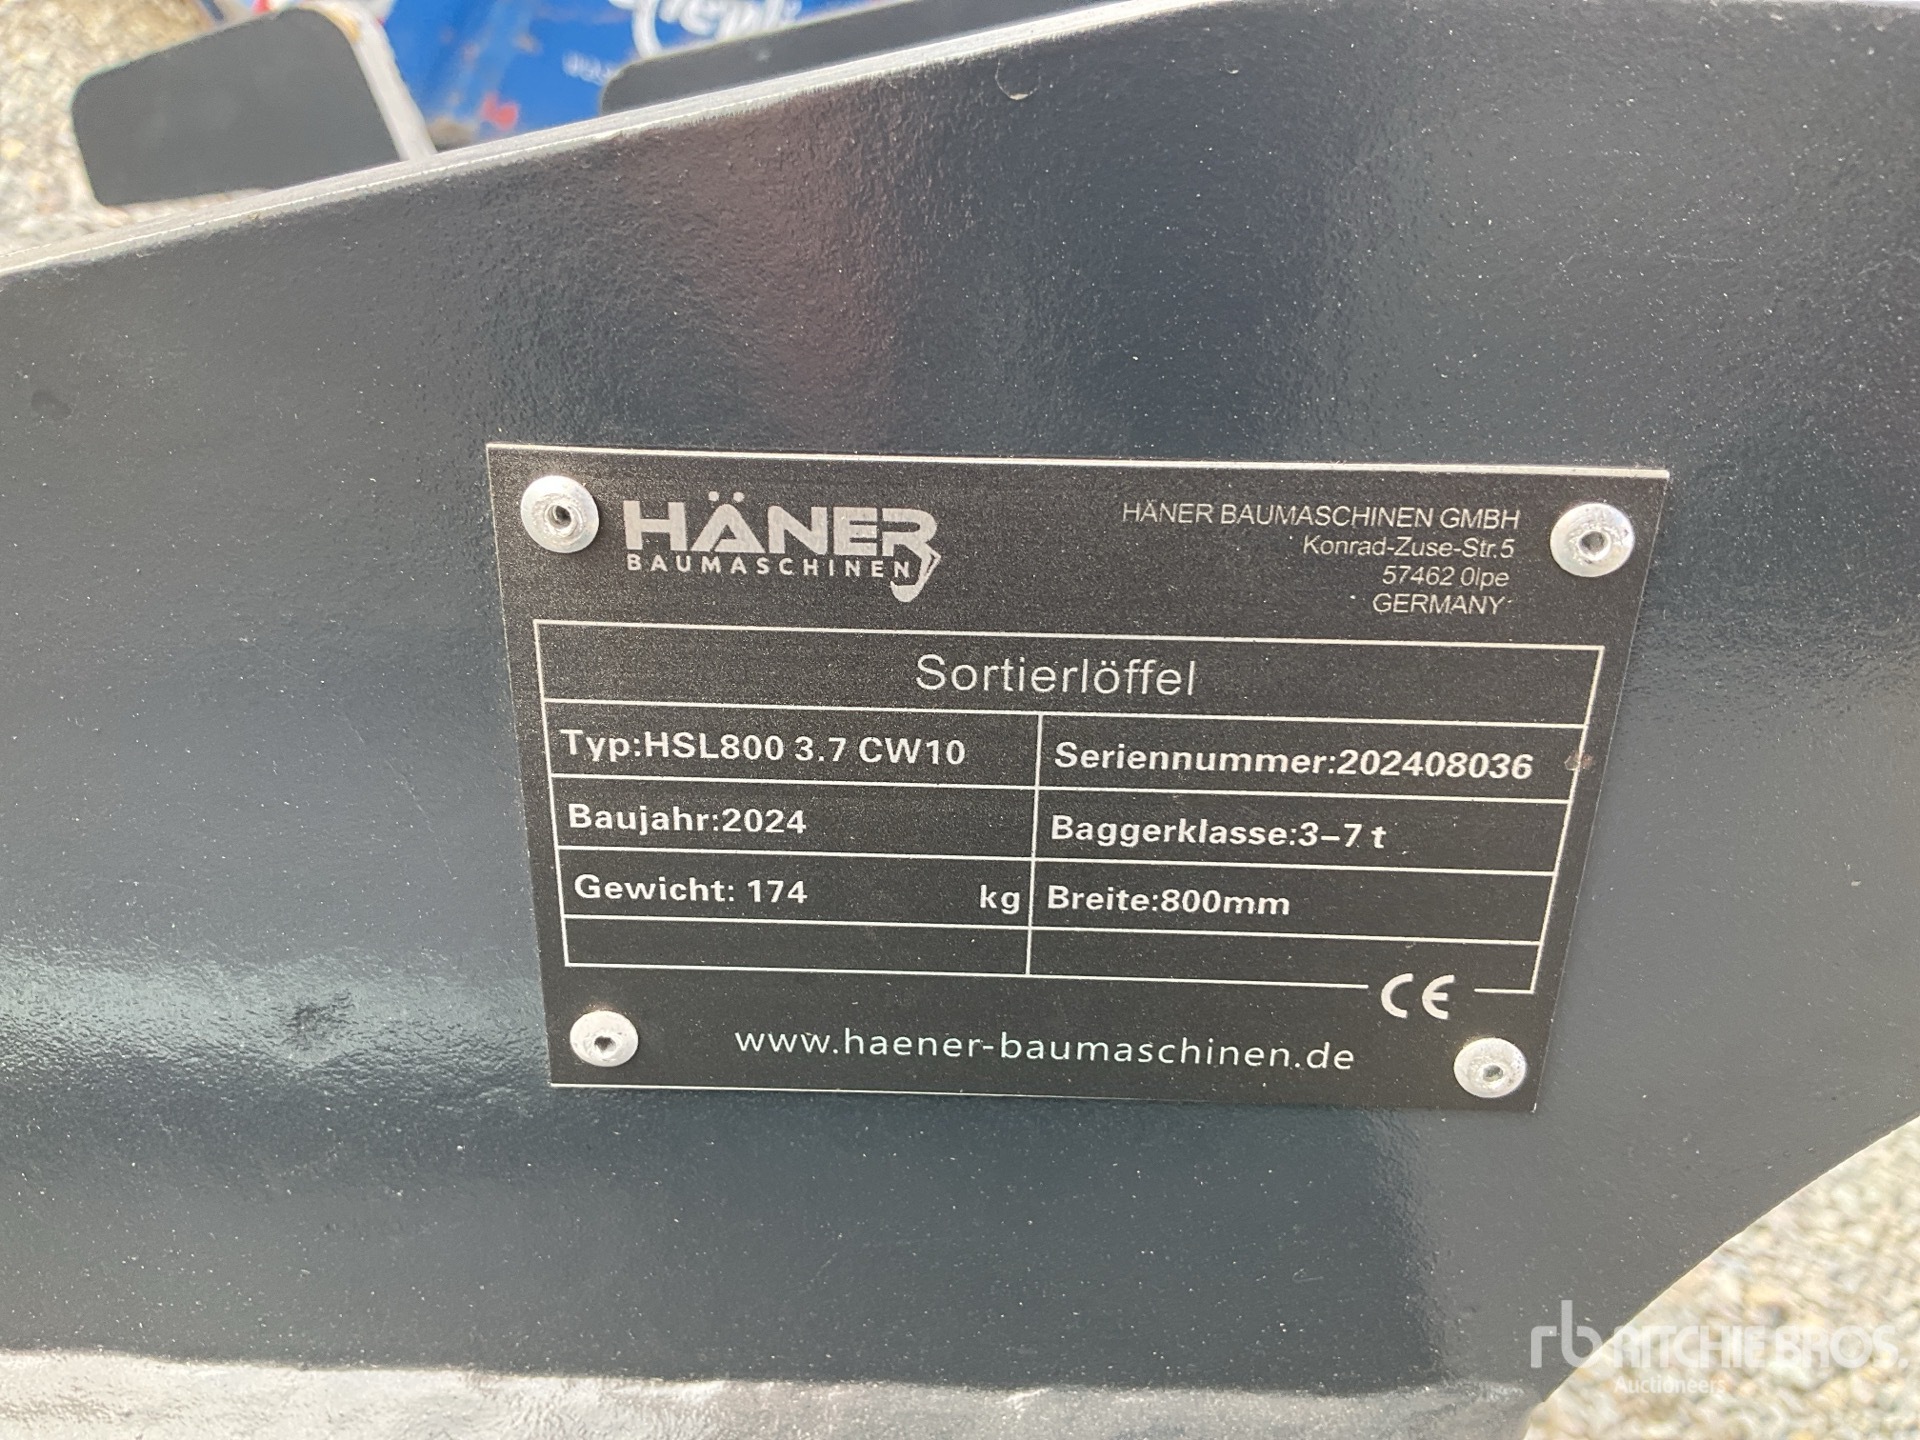 HÄNER
BAUMASCHINEN
HÄNER BAUMASCHINEN GMBH
Konrad-Zuse-Str.5
57462 Olpe
GERMANY
Sortierlöffel
Typ:HSL800 3.7 CW10
Seriennummer:202408036
Baujahr:2024
Baggerklasse:3–7 t
Gewicht: 174 kg
Breite:800mm
CE
www.haener-baumaschinen.de
rb RITCHIE BROS.
Auctioneers